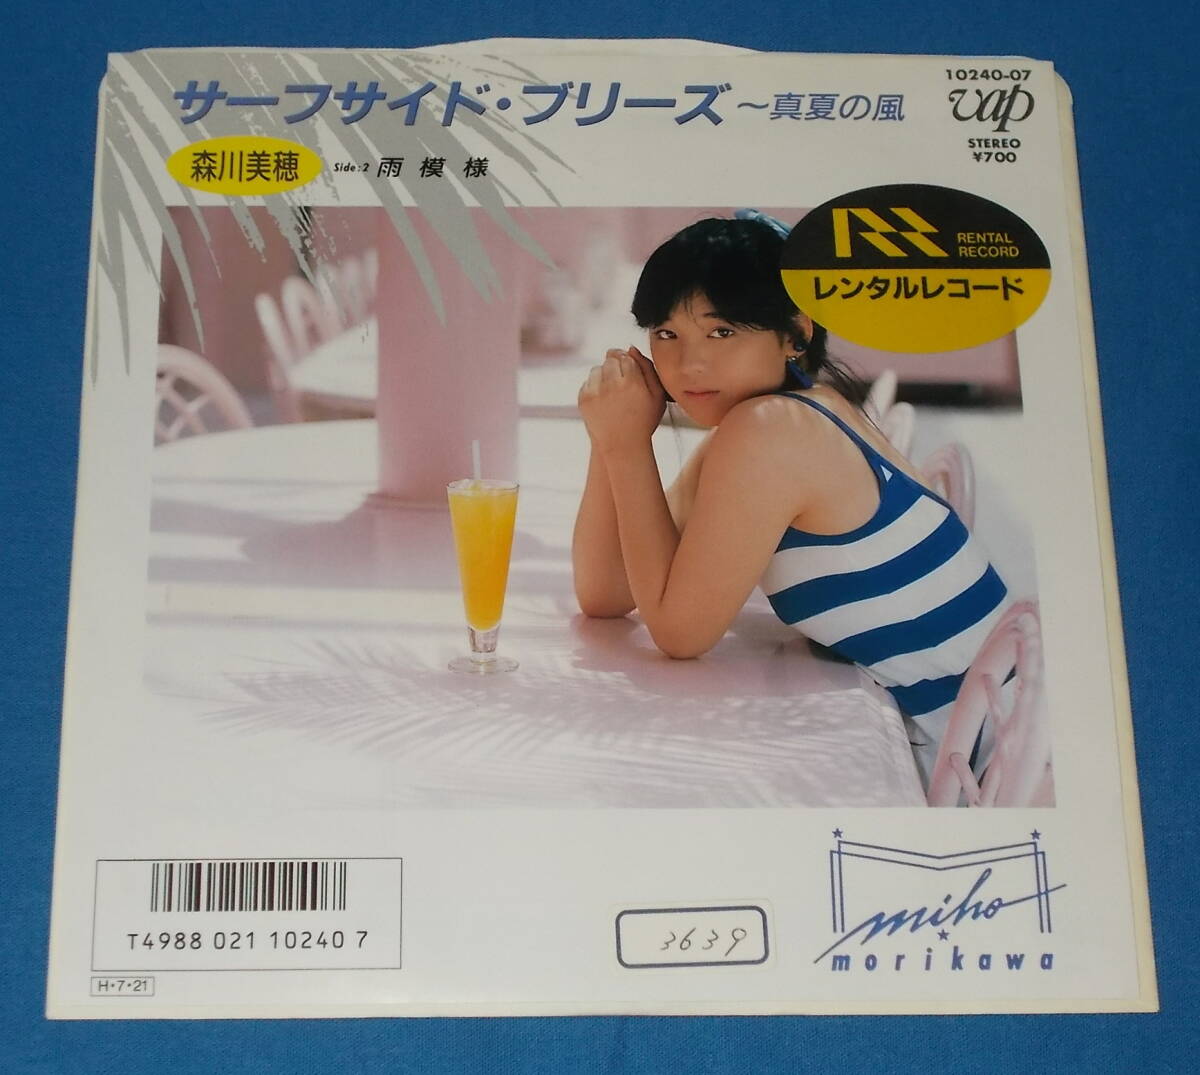 サーフサイド・ブリーズ～真夏の風
10240-07
vap
STEREO
¥700
森川美穂
Side:2 雨模様
RENTAL
RECORD
レンタルレコード
T4988 021 10240 7
H・7・21
3639
miho
morikawa